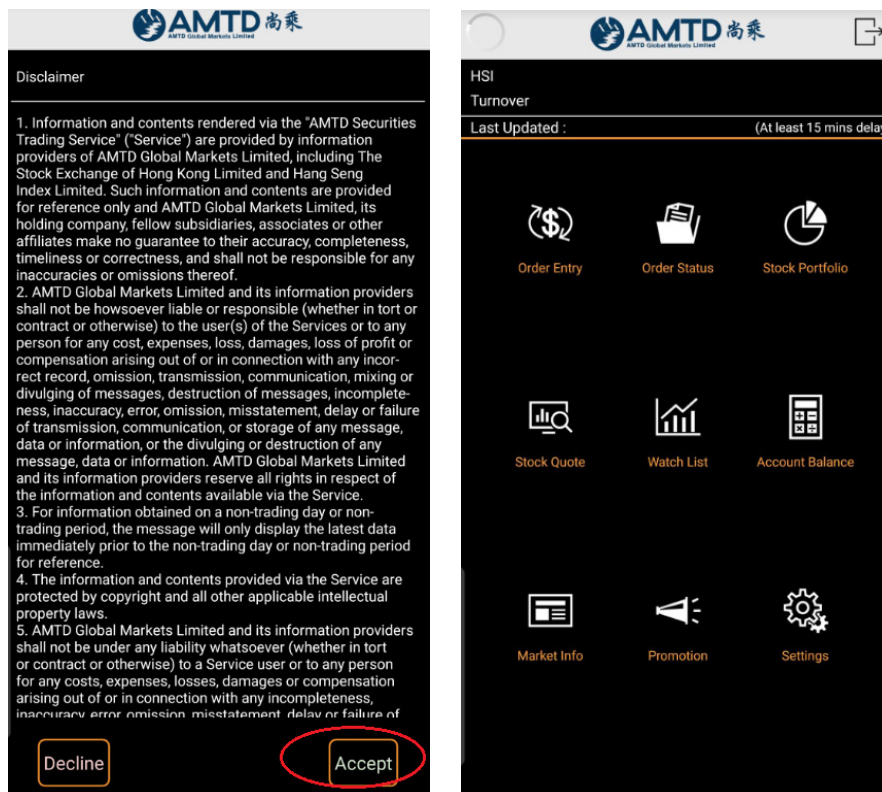 AMTD 尚乘
AMTD Global Markets Limited
Disclaimer
1. Information and contents rendered via the "AMTD Securities
Trading Service" ("Service") are provided by information
providers of AMTD Global Markets Limited, including The
Stock Exchange of Hong Kong Limited and Hang Seng
Index Limited. Such information and contents are provided
for reference only and AMTD Global Markets Limited, its
holding company, fellow subsidiaries, associates or other
affiliates make no guarantee to their accuracy, completeness,
timeliness or correctness, and shall not be responsible for any
inaccuracies or omissions thereof.
2. AMTD Global Markets Limited and its information providers
shall not be howsoever liable or responsible (whether in tort or
contract or otherwise) to the user(s) of the Services or to any
person for any cost, expenses, loss, damages, loss of profit or
compensation arising out of or in connection with any incor-
rect record, omission, transmission, communication, mixing or
divulging of messages, destruction of messages, incomplete-
ness, inaccuracy, error, omission, misstatement, delay or failure
of transmission, communication, or storage of any message,
data or information, or the divulging or destruction of any
message, data or information. AMTD Global Markets Limited
and its information providers reserve all rights in respect of
the information and contents available via the Service.
3. For information obtained on a non-trading day or non-
trading period, the message will only display the latest data
immediately prior to the non-trading day or non-trading period
for reference.
4. The information and contents provided via the Service are
protected by copyright and all other applicable intellectual
property laws.
5. AMTD Global Markets Limited and its information providers
shall not be under any liability whatsoever (whether in tort
or contract or otherwise) to a Service user or to any person
for any costs, expenses, losses, damages or compensation
arising out of or in connection with any incompleteness,
inaccuracy, error, omission, misstatement, delay or failure of
Decline
Accept
AMTD 尚乘
AMTD Global Markets Limited
HSI
Turnover
Last Updated : (At least 15 mins delay
Order Entry
Order Status
Stock Portfolio
Stock Quote
Watch List
Account Balance
Market Info
Promotion
Settings